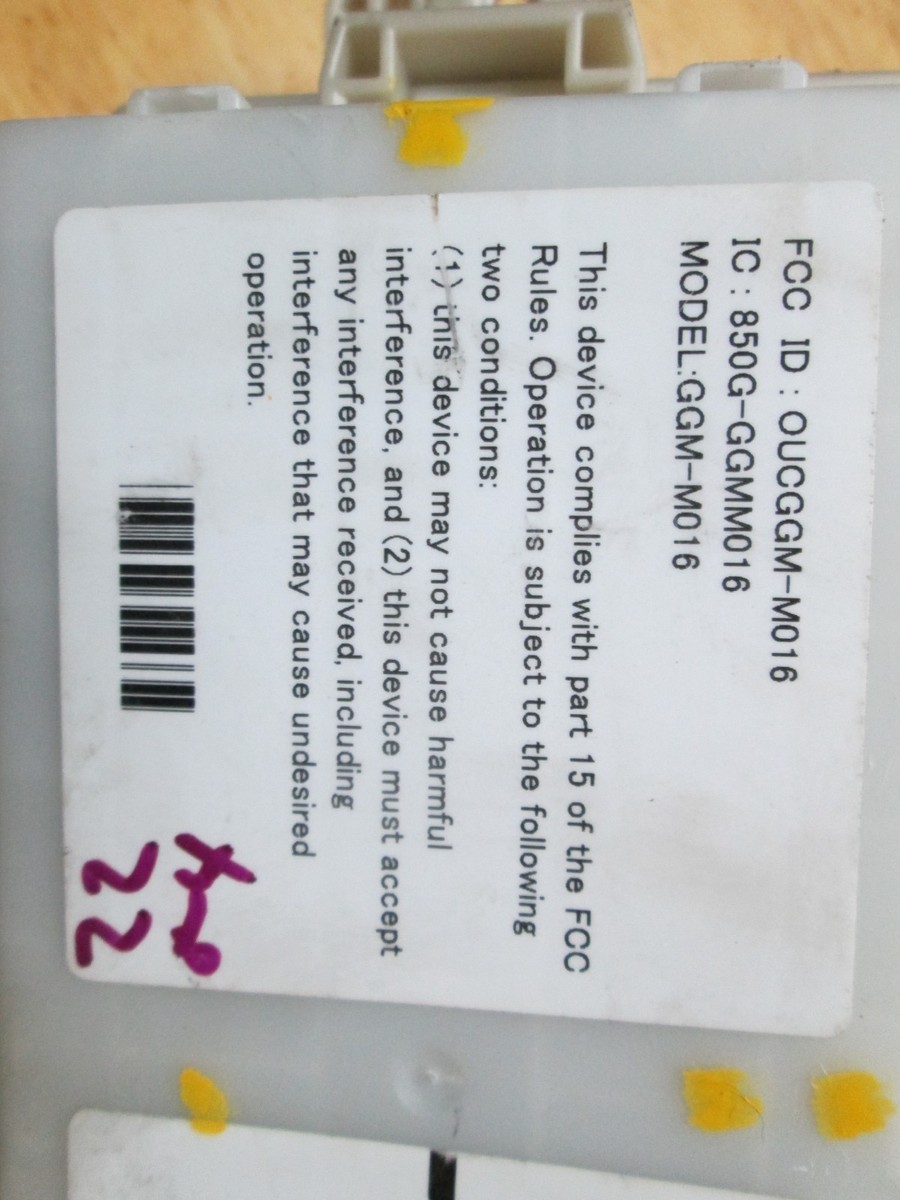 FCC ID : OUCGGM-M016
IC : 850G-GGMM016
MODEL:GGM-M016
This device complies with part 15 of the FCC
Rules. Operation is subject to the following
two conditions:
(1) this device may not cause harmful
interference, and (2) this device must accept
any interference received, including
interference that may cause undesired
operation.
22